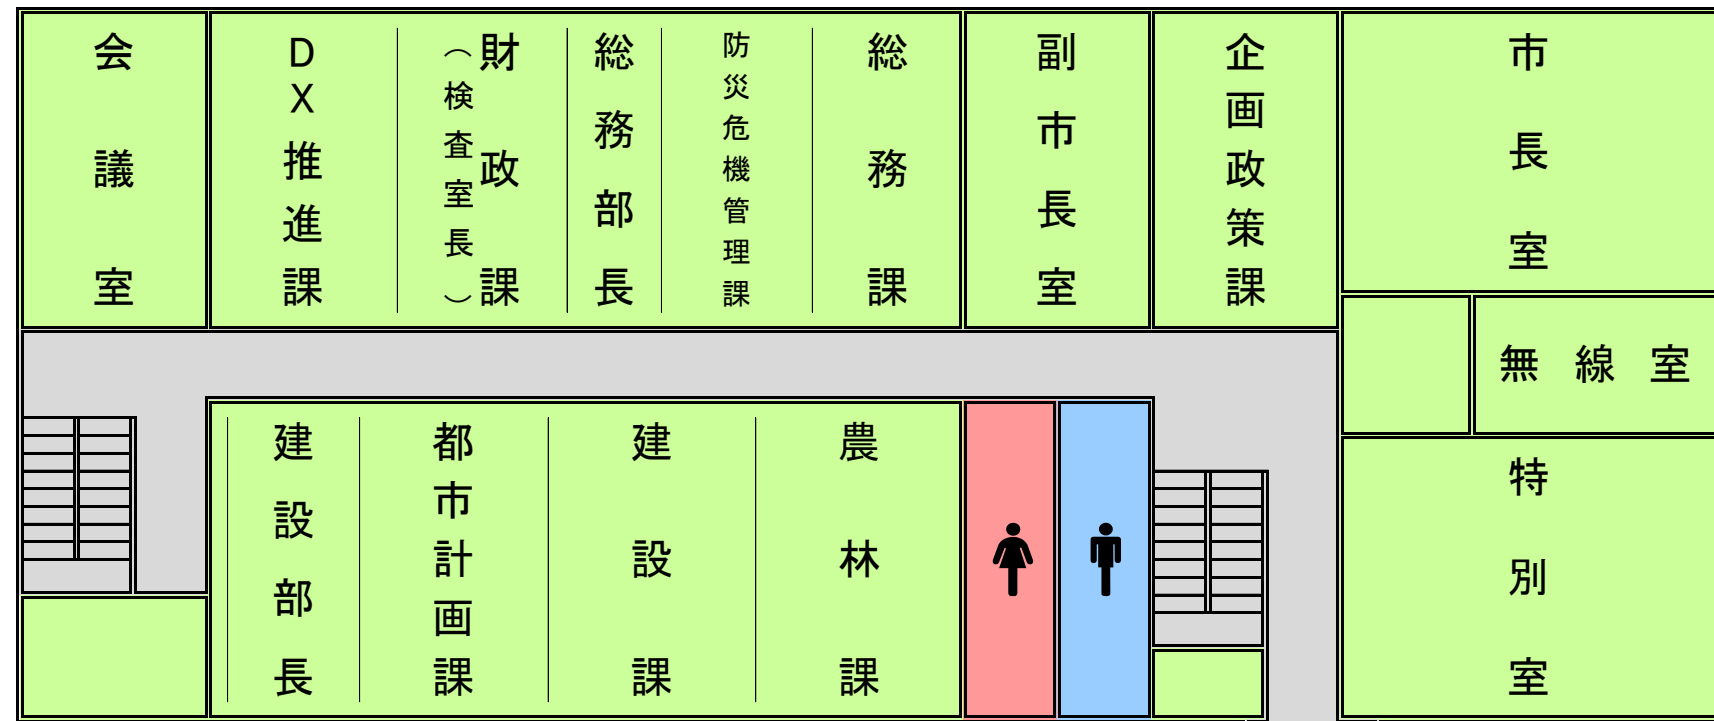 会議室
DX推進課
財政課
（検査室長）
総務部長
防災危機管理課
総務課
副市長室
企画政策課
市長室
無線室
建設部長
都市計画課
建設課
農林課
特別室